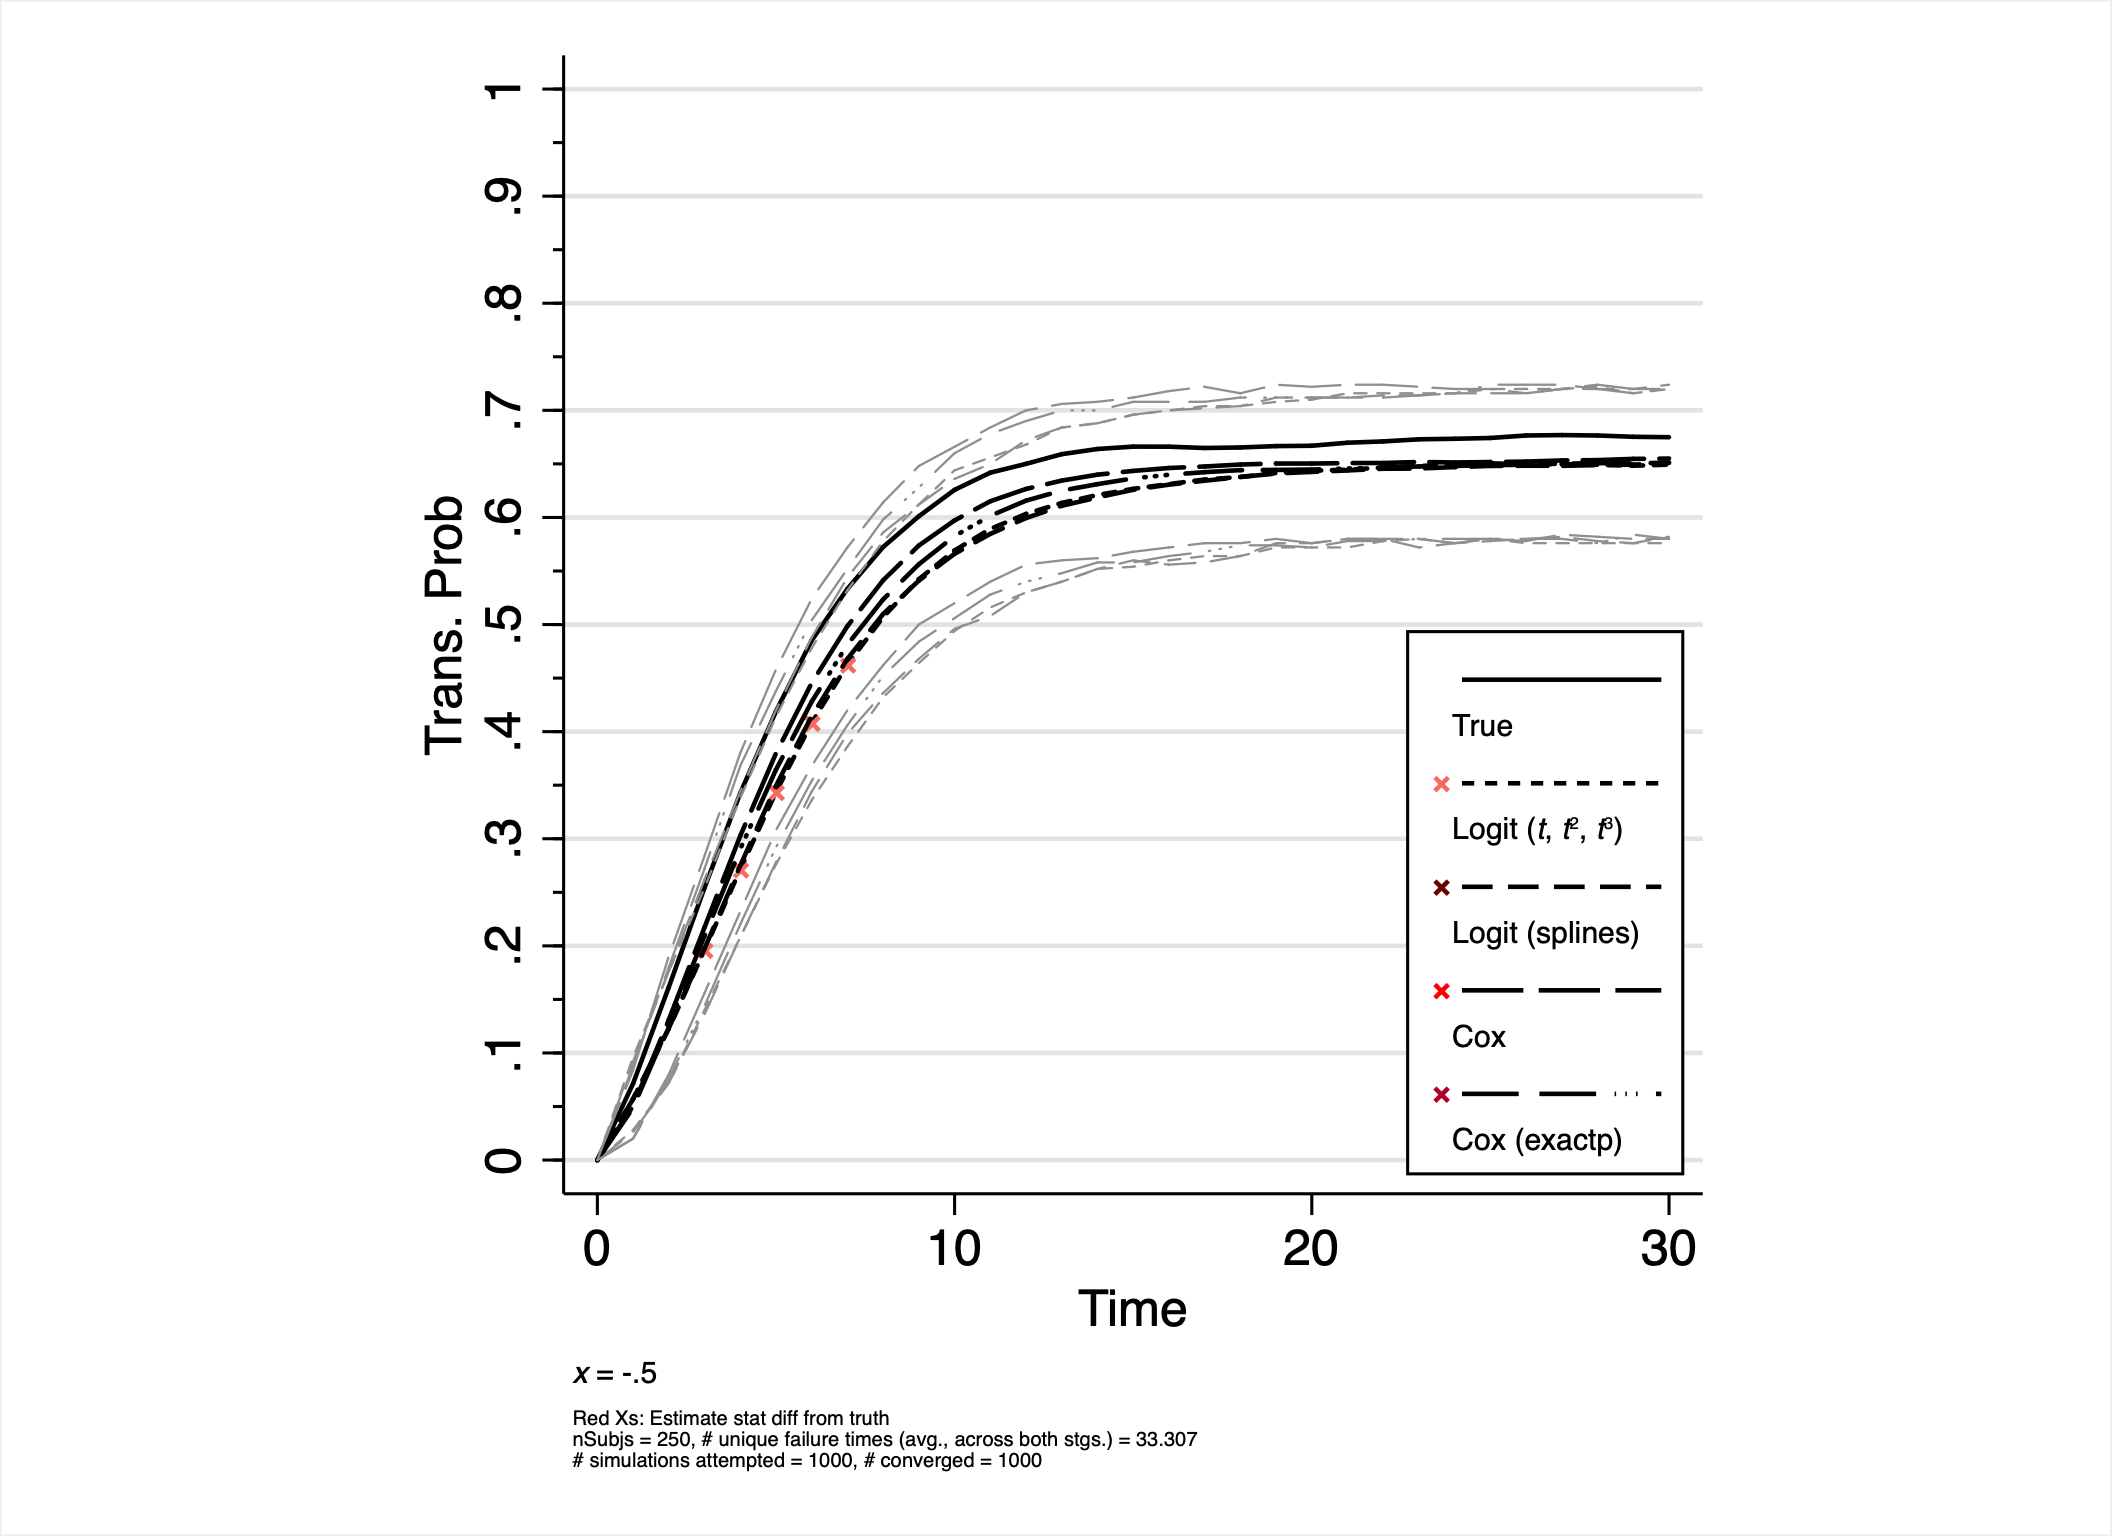 1
.9
.8
.7
.6
.5
.4
.3
.2
.1
0
Trans. Prob
0 10 20 30
Time
True
Logit (t, t², t³)
Logit (splines)
Cox
Cox (exactp)
x = -.5
Red Xs: Estimate stat diff from truth
nSubjs = 250, # unique failure times (avg., across both stgs.) = 33.307
# simulations attempted = 1000, # converged = 1000